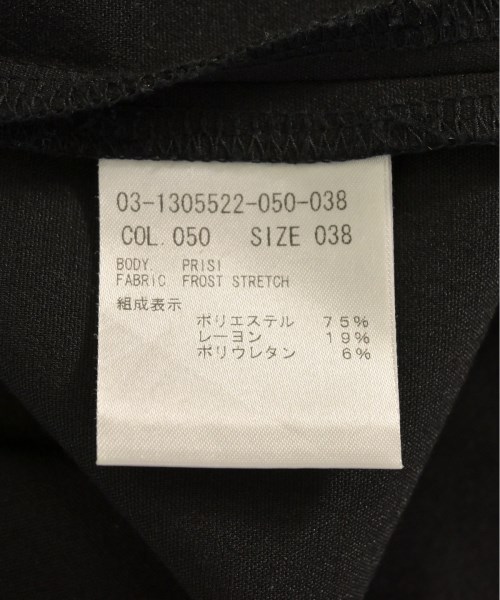 03-1305522-050-038
COL. 050 SIZE 038
BODY. PRISI
FABRIC. FROST STRETCH
組成表示
ポリエステル 75%
レーヨン 19%
ポリウレタン 6%